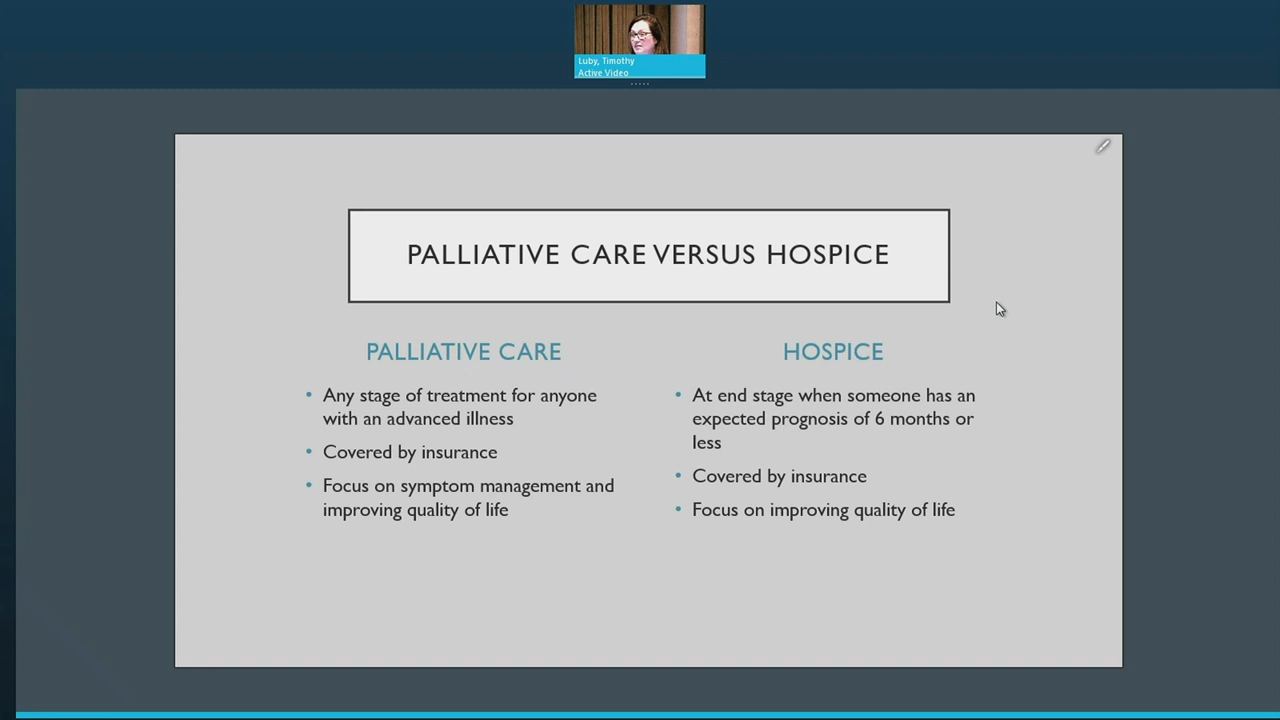 Luby, Timothy
Active Video
PALLIATIVE CARE VERSUS HOSPICE
PALLIATIVE CARE
• Any stage of treatment for anyone
with an advanced illness
• Covered by insurance
• Focus on symptom management and
improving quality of life
HOSPICE
• At end stage when someone has an
expected prognosis of 6 months or
less
• Covered by insurance
• Focus on improving quality of life